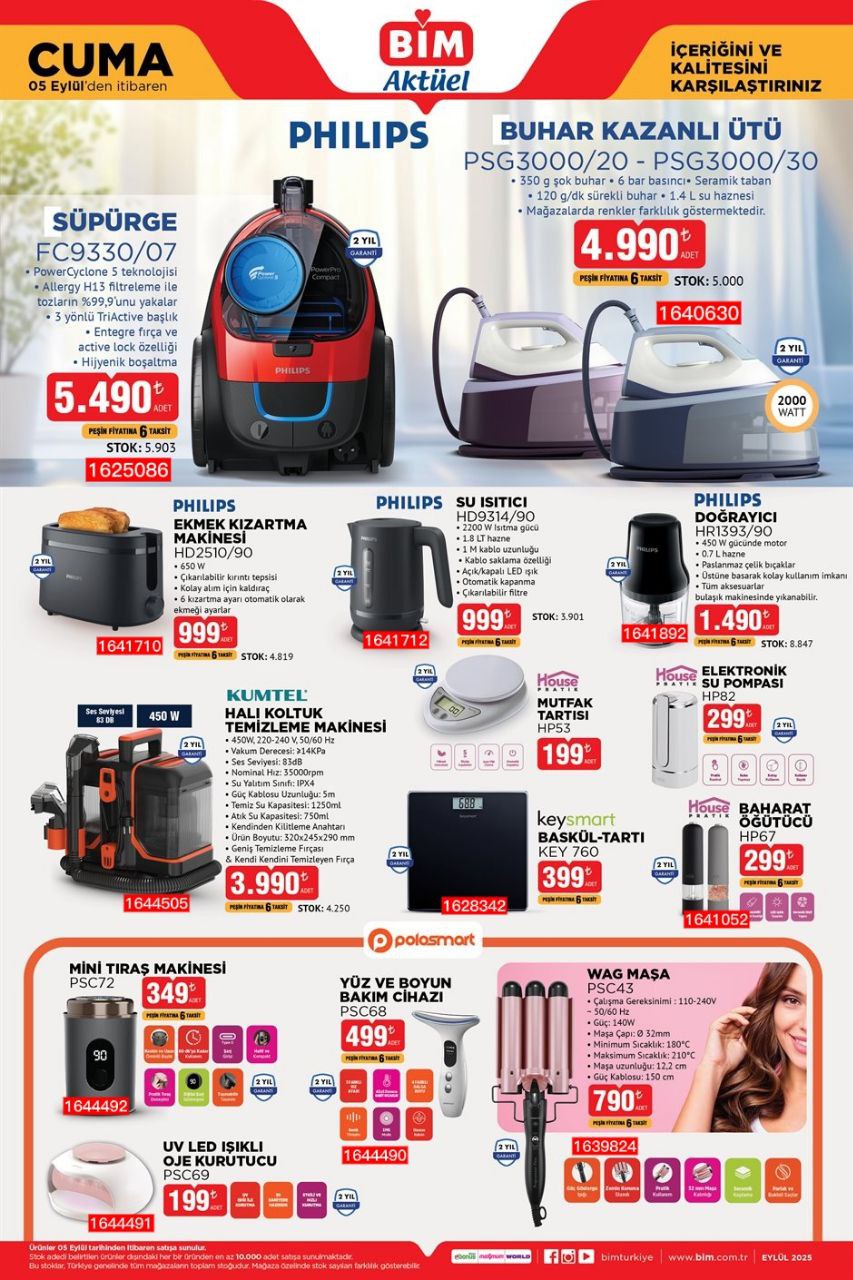 CUMA
05 Eylül'den itibaren
BİM
Aktüel
İÇERİĞİNİ VE
KALİTESİNİ
KARŞILAŞTIRINIZ
PHILIPS
SÜPÜRGE
FC9330/07
• PowerCyclone 5 teknolojisi
• Allergy H13 filtreleme ile
tozların %99,9'unu yakalar
• 3 yönlü TriActive başlık
• Entegre fırça ve
active lock özelliği
• Hijyenik boşaltma
5.490₺
ADET
PEŞİN FİYATINA 6 TAKSİT
STOK: 5.903
1625086
2 YIL
GARANTİ
PowerPro
Compact
PHILIPS
BUHAR KAZANLI ÜTÜ
PSG3000/20 - PSG3000/30
• 350 g şok buhar • 6 bar basıncı• Seramik taban
• 120 g/dk sürekli buhar • 1.4 L su haznesi
• Mağazalarda renkler farklılık göstermektedir.
4.990₺
ADET
PEŞİN FİYATINA 6 TAKSİT
STOK: 5.000
1640630
2 YIL
GARANTİ
2000
WATT
PHILIPS
EKMEK KIZARTMA
MAKİNESİ
HD2510/90
• 650 W
• Çıkarılabilir kırıntı tepsisi
• Kolay alım için kaldıraç
• 6 kızartma ayarı otomatik olarak
ekmeği ayarlar
2 YIL
GARANTİ
999₺
ADET
PEŞİN FİYATINA 6 TAKSİT
STOK: 4.819
1641710
PHILIPS
SU ISITICI
HD9314/90
• 2200 W Isıtma gücü
• 1.8 LT hazne
• 1 M kablo uzunluğu
• Kablo saklama özelliği
• Açık/kapalı LED ışık
• Otomatik kapanma
• Çıkarılabilir filtre
2 YIL
GARANTİ
999₺
ADET
PEŞİN FİYATINA 6 TAKSİT
STOK: 3.901
1641712
PHILIPS
DOĞRAYICI
HR1393/90
• 450 W gücünde motor
• 0.7 L hazne
• Paslanmaz çelik bıçaklar
• Üstüne basarak kolay kullanım imkanı
• Tüm aksesuarlar
bulaşık makinesinde yıkanabilir.
2 YIL
GARANTİ
PHILIPS
1.490₺
ADET
PEŞİN FİYATINA 6 TAKSİT
STOK: 8.847
1641892
Ses Seviyesi
83 DB
450 W
2 YIL
GARANTİ
KUMTEL
HALI KOLTUK
TEMİZLEME MAKİNESİ
• 450W, 220-240 V, 50/60 Hz
• Vakum Derecesi: ≥14KPa
• Ses Seviyesi: 83dB
• Nominal Hız: 35000rpm
• Su Yalıtım Sınıfı: IPX4
• Güç Kablosu Uzunluğu: 5m
• Temiz Su Kapasitesi: 1250ml
• Atık Su Kapasitesi: 750ml
• Kendinden Kilitleme Anahtarı
• Ürün Boyutu: 320x245x290 mm
• Geniş Temizleme Fırçası
& Kendi Kendini Temizleyen Fırça
3.990₺
ADET
PEŞİN FİYATINA 6 TAKSİT
STOK: 4.250
1644505
2 YIL
GARANTİ
House
PRATİK
MUTFAK
TARTISI
HP53
199₺
ADET
House
PRATİK
ELEKTRONİK
SU POMPASI
HP82
299₺
ADET
PEŞİN FİYATINA 6 TAKSİT
2 YIL
GARANTİ
2 YIL
GARANTİ
keysmart
BASKÜL-TARTI
KEY 760
399₺
ADET
PEŞİN FİYATINA 6 TAKSİT
1628342
House
PRATİK
BAHARAT
ÖĞÜTÜCÜ
HP67
299₺
ADET
PEŞİN FİYATINA 6 TAKSİT
2 YIL
GARANTİ
1641052
polosmart
MİNİ TIRAŞ MAKİNESİ
PSC72
349₺
ADET
PEŞİN FİYATINA 6 TAKSİT
90
2 YIL
GARANTİ
1644492
YÜZ VE BOYUN
BAKIM CİHAZI
PSC68
499₺
ADET
PEŞİN FİYATINA 6 TAKSİT
2 YIL
GARANTİ
1644490
WAG MAŞA
PSC43
• Çalışma Gereksinimi : 110-240V
~ 50/60 Hz
• Güç: 140W
• Maşa Çapı: Ø 32mm
• Minimum Sıcaklık: 180°C
• Maksimum Sıcaklık: 210°C
• Maşa uzunluğu: 12,2 cm
• Güç Kablosu: 150 cm
790₺
ADET
PEŞİN FİYATINA 6 TAKSİT
1639824
2 YIL
GARANTİ
UV LED IŞIKLI
OJE KURUTUCU
PSC69
199₺
ADET
2 YIL
GARANTİ
1644491
Ürünler 05 Eylül tarihinden itibaren satışa sunulur.
Stok adedi belirtilen ürünler dışındaki her bir üründen en az 10.000 adet satışa sunulmaktadır.
Bu stoklar, Türkiye genelinde tüm mağazaların toplam stoğudur. Mağaza özelinde stok sayıları farklılık gösterebilir.
ebonus maximum WORLD
bimturkiye
www.bim.com.tr
EYLÜL 2025